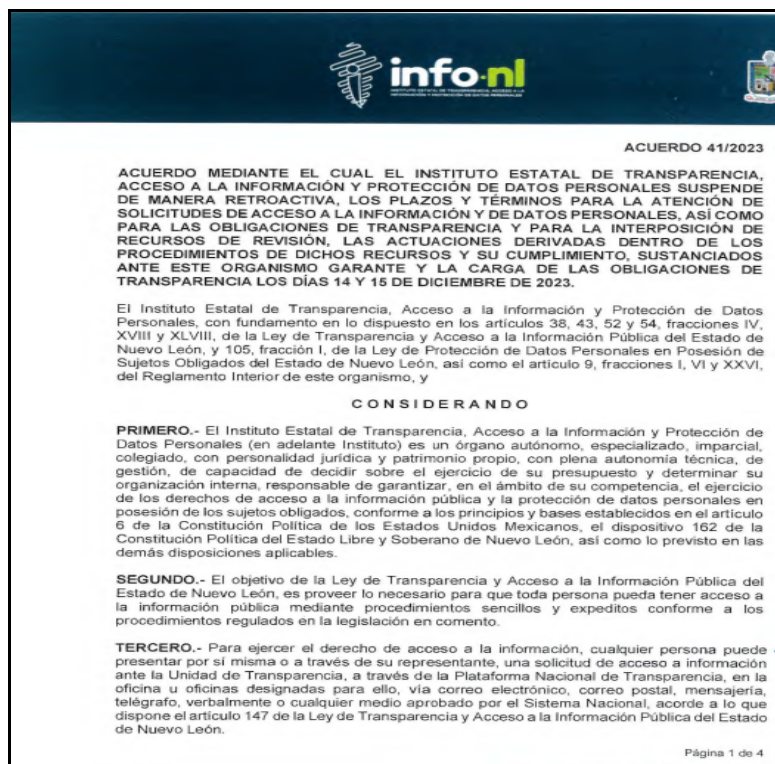 info·nl
INSTITUTO ESTATAL DE TRANSPARENCIA, ACCESO A LA
INFORMACIÓN Y PROTECCIÓN DE DATOS PERSONALES
ACUERDO 41/2023
ACUERDO MEDIANTE EL CUAL EL INSTITUTO ESTATAL DE TRANSPARENCIA,
ACCESO A LA INFORMACIÓN Y PROTECCIÓN DE DATOS PERSONALES SUSPENDE
DE MANERA RETROACTIVA, LOS PLAZOS Y TÉRMINOS PARA LA ATENCIÓN DE
SOLICITUDES DE ACCESO A LA INFORMACIÓN Y DE DATOS PERSONALES, ASÍ COMO
PARA LAS OBLIGACIONES DE TRANSPARENCIA Y PARA LA INTERPOSICIÓN DE
RECURSOS DE REVISIÓN, LAS ACTUACIONES DERIVADAS DENTRO DE LOS
PROCEDIMIENTOS DE DICHOS RECURSOS Y SU CUMPLIMIENTO, SUSTANCIADOS
ANTE ESTE ORGANISMO GARANTE Y LA CARGA DE LAS OBLIGACIONES DE
TRANSPARENCIA LOS DÍAS 14 Y 15 DE DICIEMBRE DE 2023.
El Instituto Estatal de Transparencia, Acceso a la Información y Protección de Datos
Personales, con fundamento en lo dispuesto en los artículos 38, 43, 52 y 54, fracciones IV,
XVIII y XLVIII, de la Ley de Transparencia y Acceso a la Información Pública del Estado de
Nuevo León, y 105, fracción I, de la Ley de Protección de Datos Personales en Posesión de
Sujetos Obligados del Estado de Nuevo León, así como el artículo 9, fracciones I, VI y XXVI,
del Reglamento Interior de este organismo, y
CONSIDERANDO
PRIMERO.- El Instituto Estatal de Transparencia, Acceso a la Información y Protección de
Datos Personales (en adelante Instituto) es un órgano autónomo, especializado, imparcial,
colegiado, con personalidad jurídica y patrimonio propio, con plena autonomía técnica, de
gestión, de capacidad de decidir sobre el ejercicio de su presupuesto y determinar su
organización interna, responsable de garantizar, en el ámbito de su competencia, el ejercicio
de los derechos de acceso a la información pública y la protección de datos personales en
posesión de los sujetos obligados, conforme a los principios y bases establecidos en el artículo
6 de la Constitución Política de los Estados Unidos Mexicanos, el dispositivo 162 de la
Constitución Política del Estado Libre y Soberano de Nuevo León, así como lo previsto en las
demás disposiciones aplicables.
SEGUNDO.- El objetivo de la Ley de Transparencia y Acceso a la Información Pública del
Estado de Nuevo León, es proveer lo necesario para que toda persona pueda tener acceso a
la información pública mediante procedimientos sencillos y expeditos conforme a los
procedimientos regulados en la legislación en comento.
TERCERO.- Para ejercer el derecho de acceso a la información, cualquier persona puede
presentar por sí misma o a través de su representante, una solicitud de acceso a información
ante la Unidad de Transparencia, a través de la Plataforma Nacional de Transparencia, en la
oficina u oficinas designadas para ello, vía correo electrónico, correo postal, mensajería,
telégrafo, verbalmente o cualquier medio aprobado por el Sistema Nacional, acorde a lo que
dispone el artículo 147 de la Ley de Transparencia y Acceso a la Información Pública del Estado
de Nuevo León.
Página 1 de 4